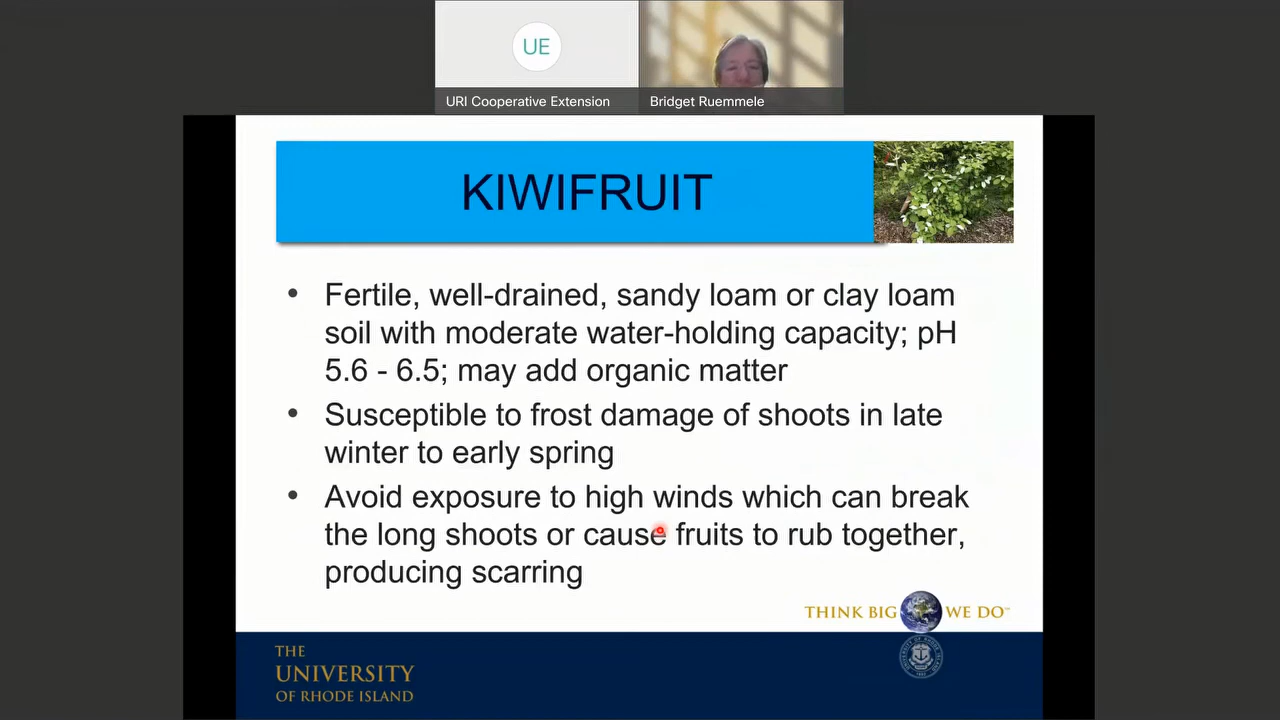 UE
URI Cooperative Extension
Bridget Ruemmele
KIWIFRUIT
• Fertile, well-drained, sandy loam or clay loam
soil with moderate water-holding capacity; pH
5.6 - 6.5; may add organic matter
• Susceptible to frost damage of shoots in late
winter to early spring
• Avoid exposure to high winds which can break
the long shoots or cause fruits to rub together,
producing scarring
THINK BIG WE DO™
THE
UNIVERSITY
OF RHODE ISLAND